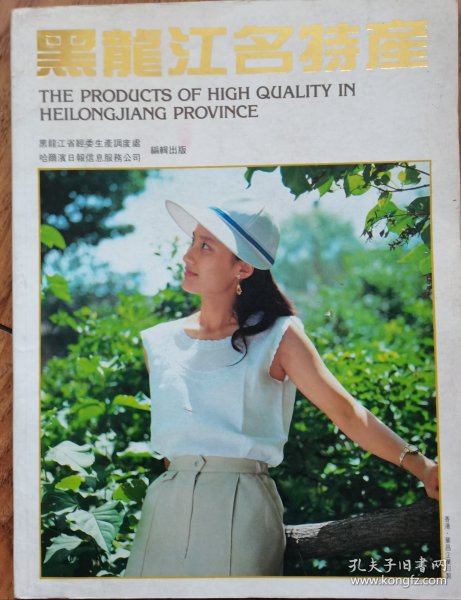 黑龍江名特產
THE PRODUCTS OF HIGH QUALITY IN
HEILONGJIANG PROVINCE
黑龍江省經委生產調度處
哈爾濱日報信息服務公司
編輯出版
孔夫子旧书网
www.kongfz.com